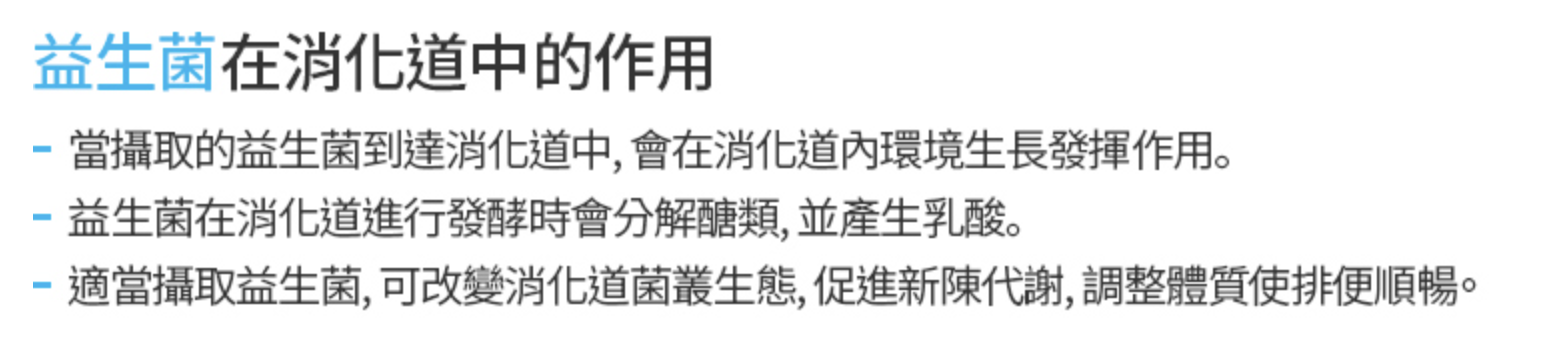 益生菌在消化道中的作用
- 當攝取的益生菌到達消化道中, 會在消化道內環境生長發揮作用。
- 益生菌在消化道進行發酵時會分解醣類, 並產生乳酸。
- 適當攝取益生菌, 可改變消化道菌叢生態, 促進新陳代謝, 調整體質使排便順暢。